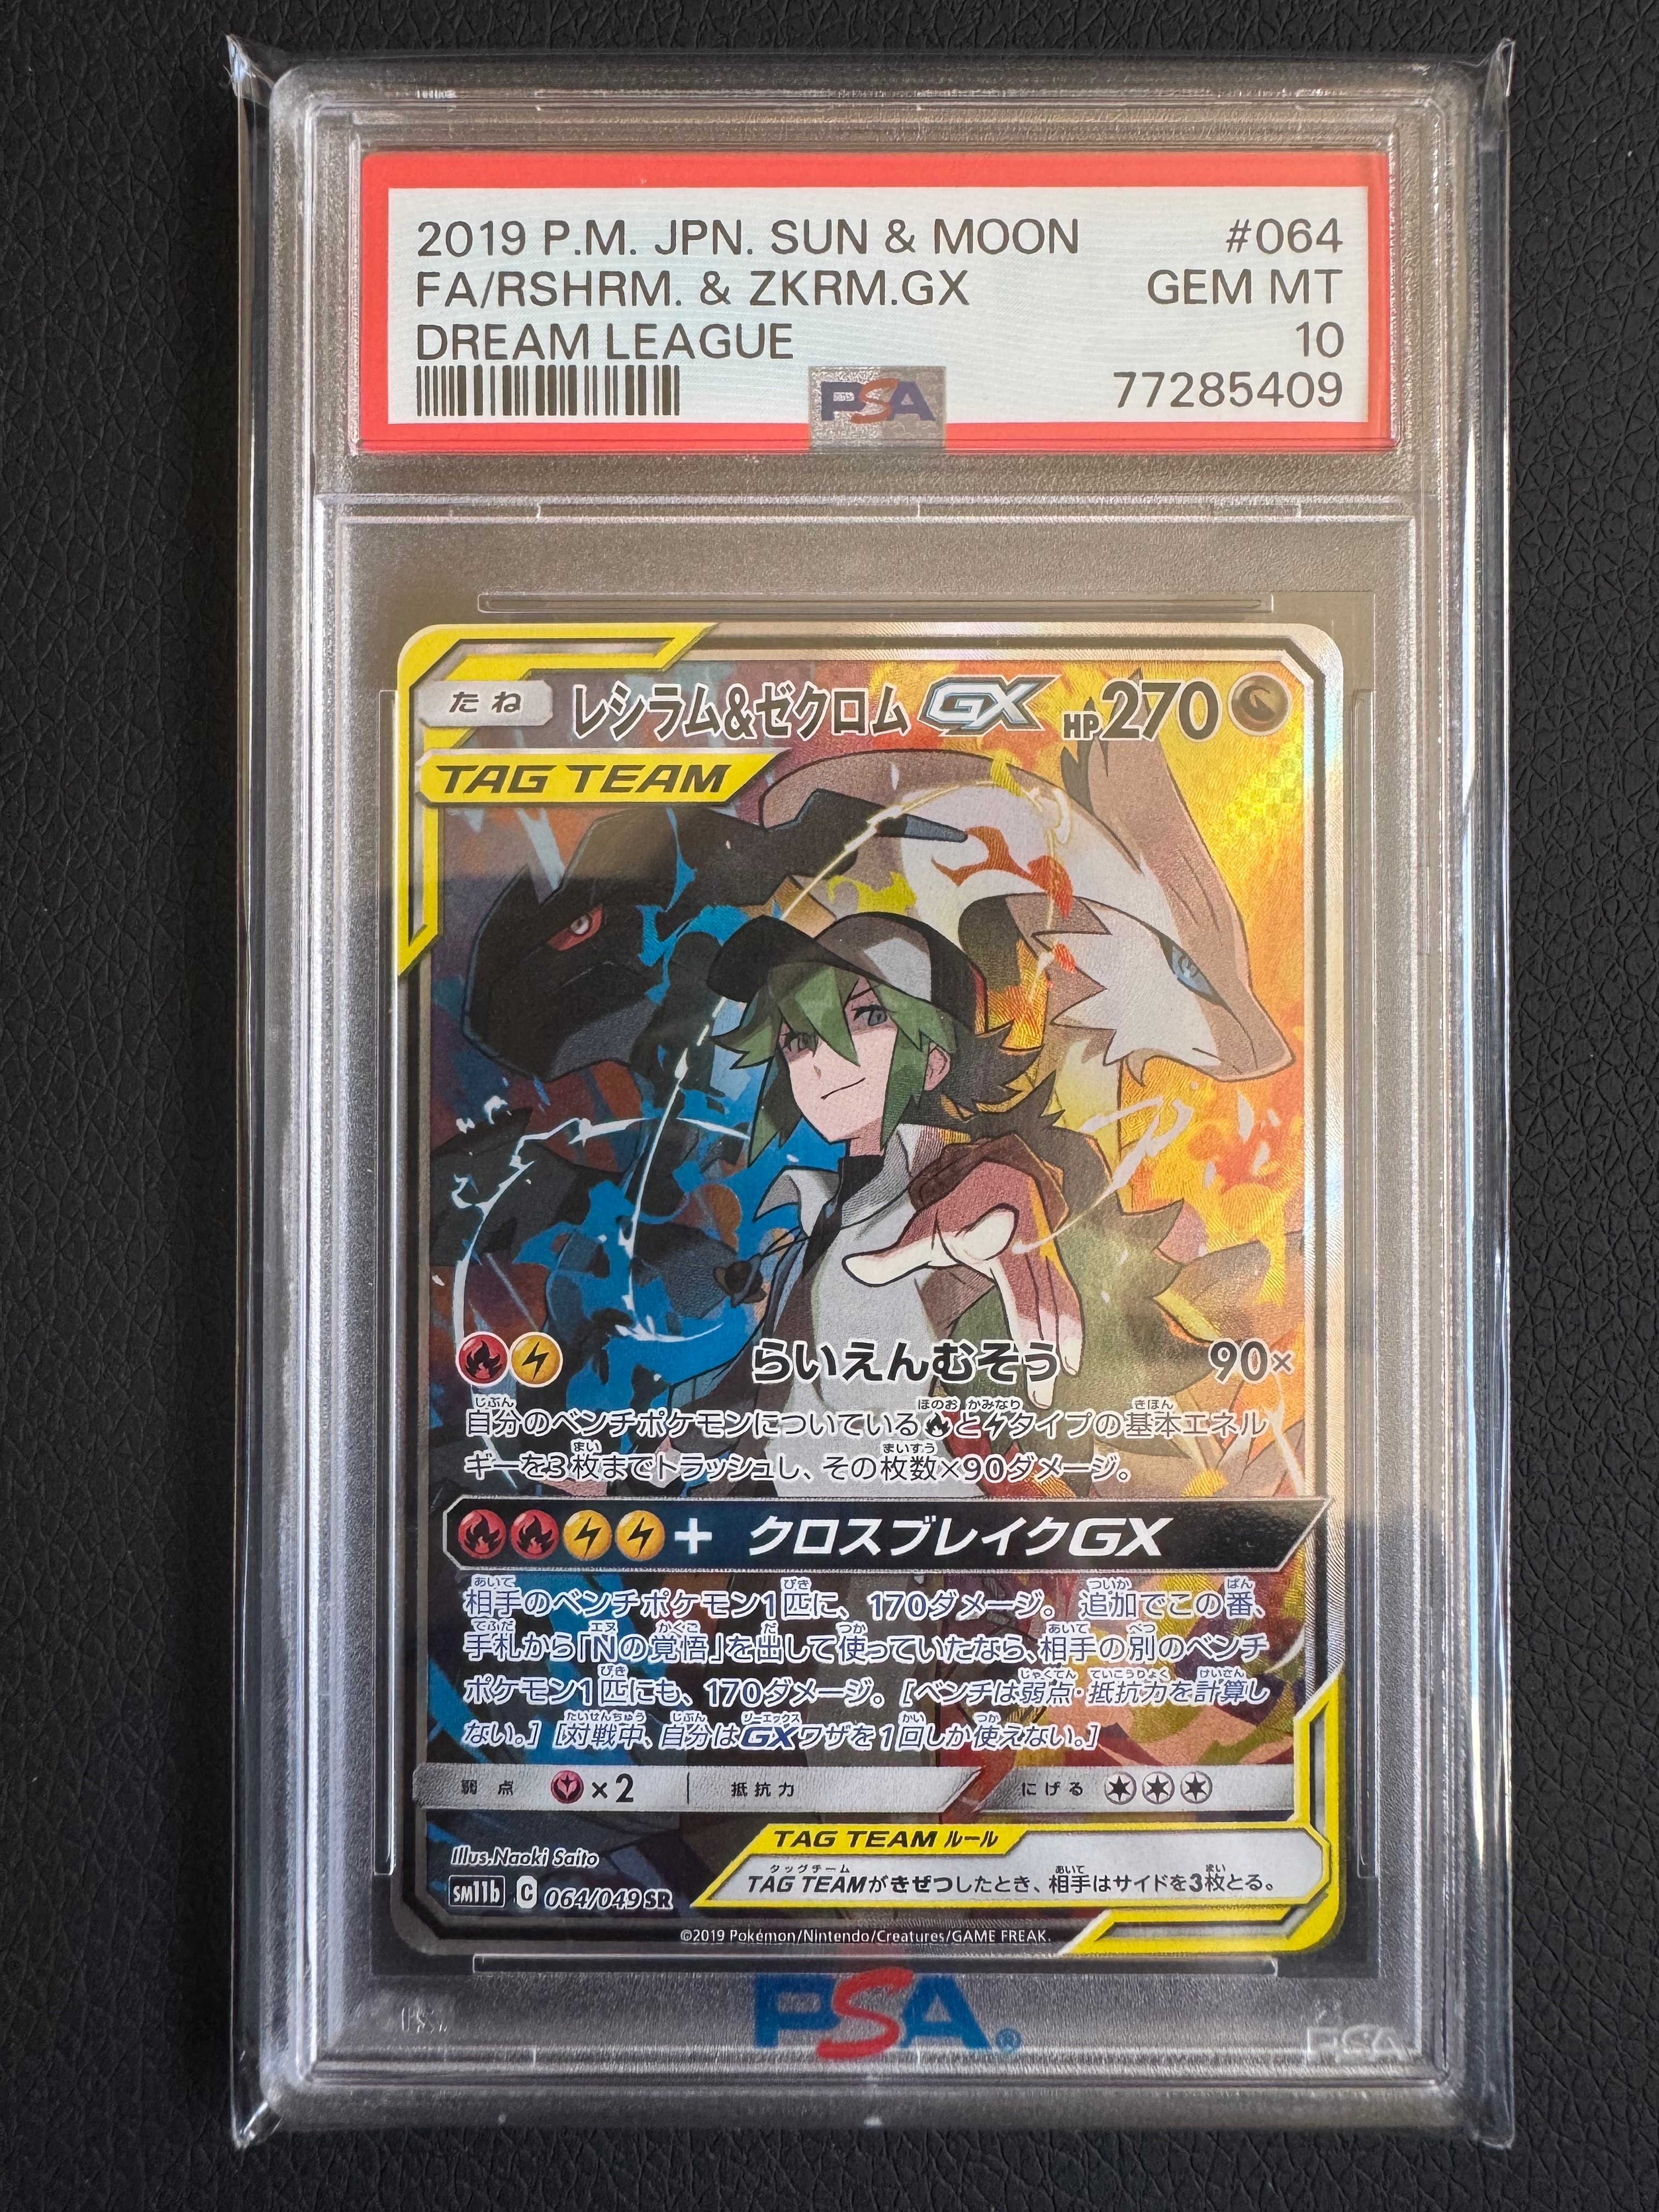 2019 P.M. JPN. SUN & MOON #064
FA/RSHRM. & ZKRM.GX GEM MT
DREAM LEAGUE 10
PSA 77285409
たね レシラム&ゼクロムGX HP270
TAG TEAM
らいえんむそう 90×
自分のベンチポケモンについている🔥と⚡タイプの基本エネル
ギーを3枚までトラッシュし、その枚数×90ダメージ。
+ クロスブレイクGX
相手のベンチポケモン1匹に、170ダメージ。追加でこの番、
手札から「Nの覚悟」を出して使っていたなら、相手の別のベンチ
ポケモン1匹にも、170ダメージ。[ベンチは弱点・抵抗力を計算し
ない。] [対戦中、自分はGXワザを1回しか使えない。]
弱点 ×2 抵抗力 にげる
TAG TEAM ルール
TAG TEAMがきぜつしたとき、相手はサイドを3枚とる。
Illus.Naoki Saito
sm11b C 064/049 SR
©2019 Pokémon/Nintendo/Creatures/GAME FREAK.
PSA®
PSA